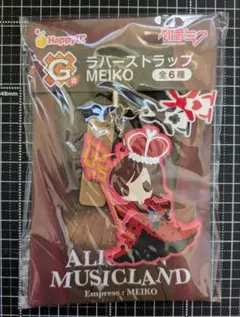 Happyくじ
G賞
ラバーストラップ
MEIKO 全6種
初音ミク
ALICE
MUSICLAND
Empress : MEIKO